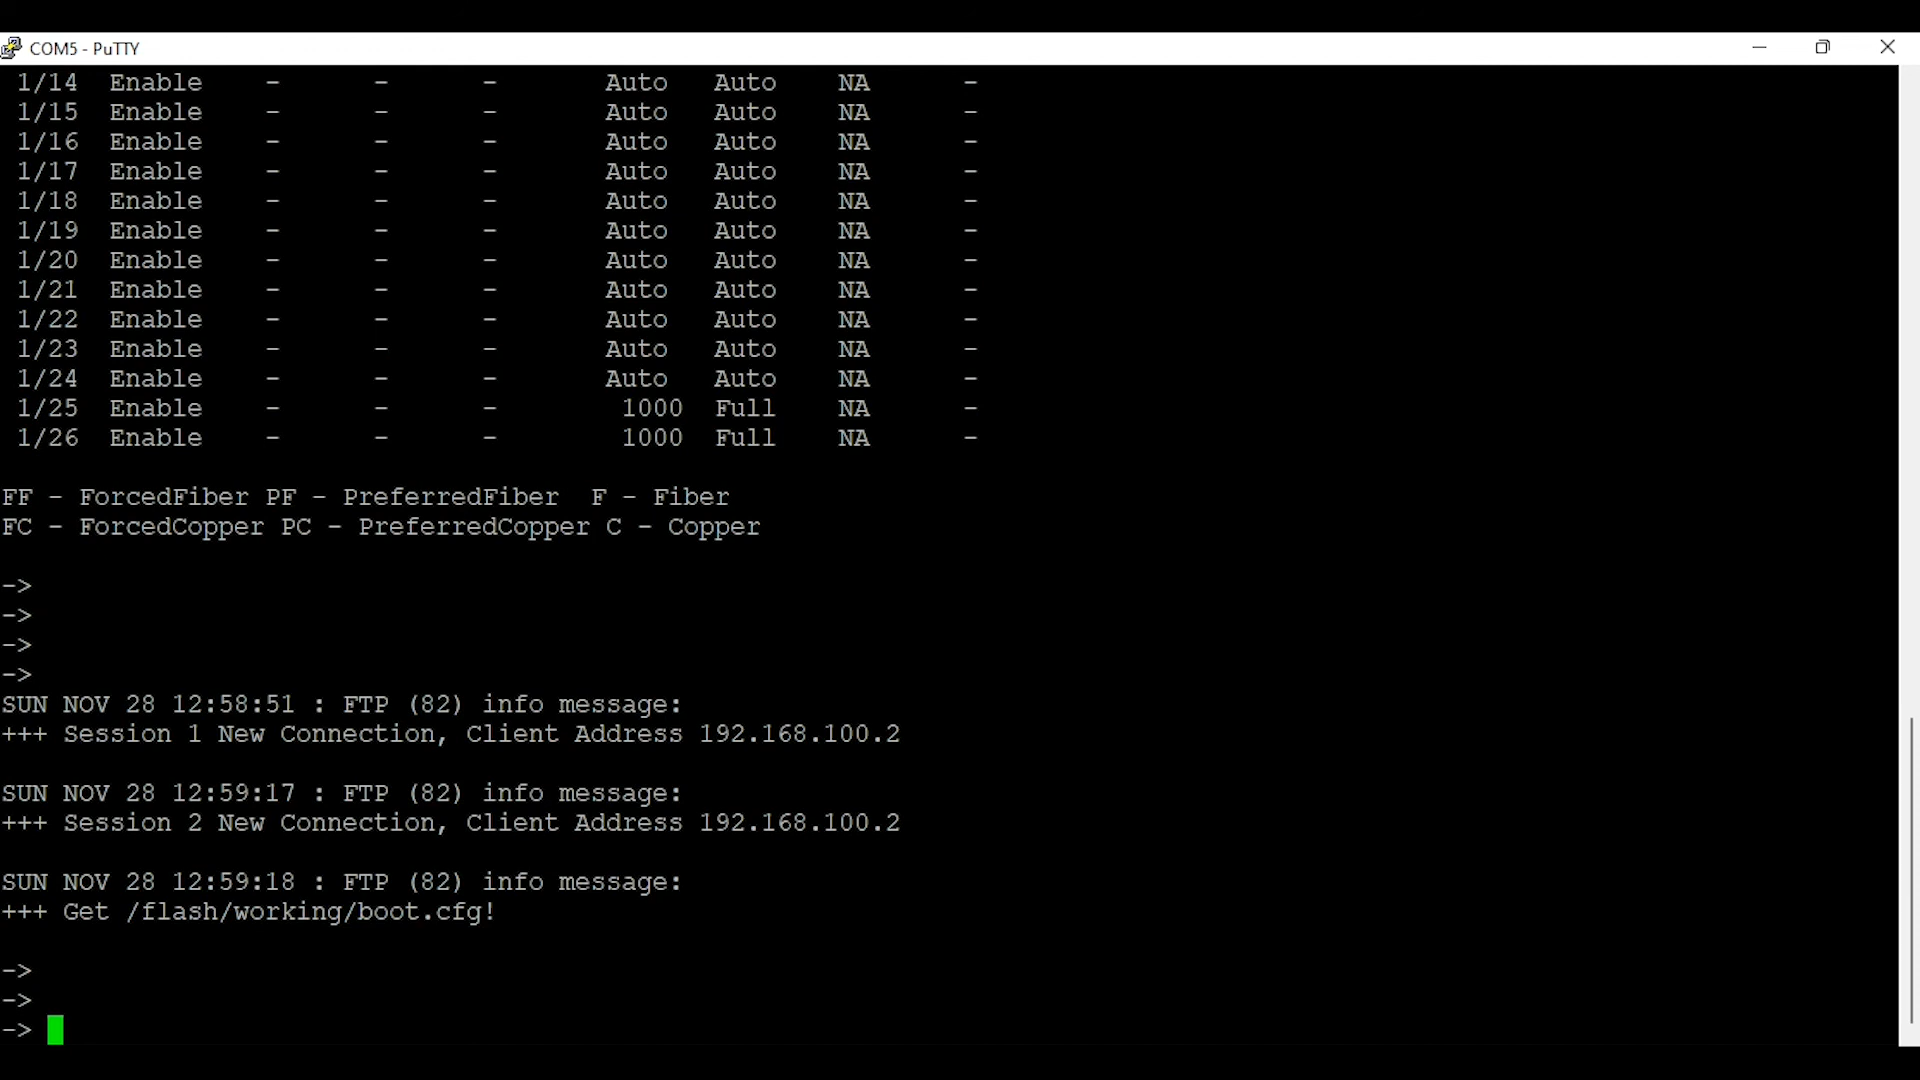 COM5 - PuTTY
1/14 Enable - - - Auto Auto NA -
1/15 Enable - - - Auto Auto NA -
1/16 Enable - - - Auto Auto NA -
1/17 Enable - - - Auto Auto NA -
1/18 Enable - - - Auto Auto NA -
1/19 Enable - - - Auto Auto NA -
1/20 Enable - - - Auto Auto NA -
1/21 Enable - - - Auto Auto NA -
1/22 Enable - - - Auto Auto NA -
1/23 Enable - - - Auto Auto NA -
1/24 Enable - - - Auto Auto NA -
1/25 Enable - - - 1000 Full NA -
1/26 Enable - - - 1000 Full NA -
FF - ForcedFiber PF - PreferredFiber F - Fiber
FC - ForcedCopper PC - PreferredCopper C - Copper
->
->
->
->
SUN NOV 28 12:58:51 : FTP (82) info message:
+++ Session 1 New Connection, Client Address 192.168.100.2
SUN NOV 28 12:59:17 : FTP (82) info message:
+++ Session 2 New Connection, Client Address 192.168.100.2
SUN NOV 28 12:59:18 : FTP (82) info message:
+++ Get /flash/working/boot.cfg!
->
->
->